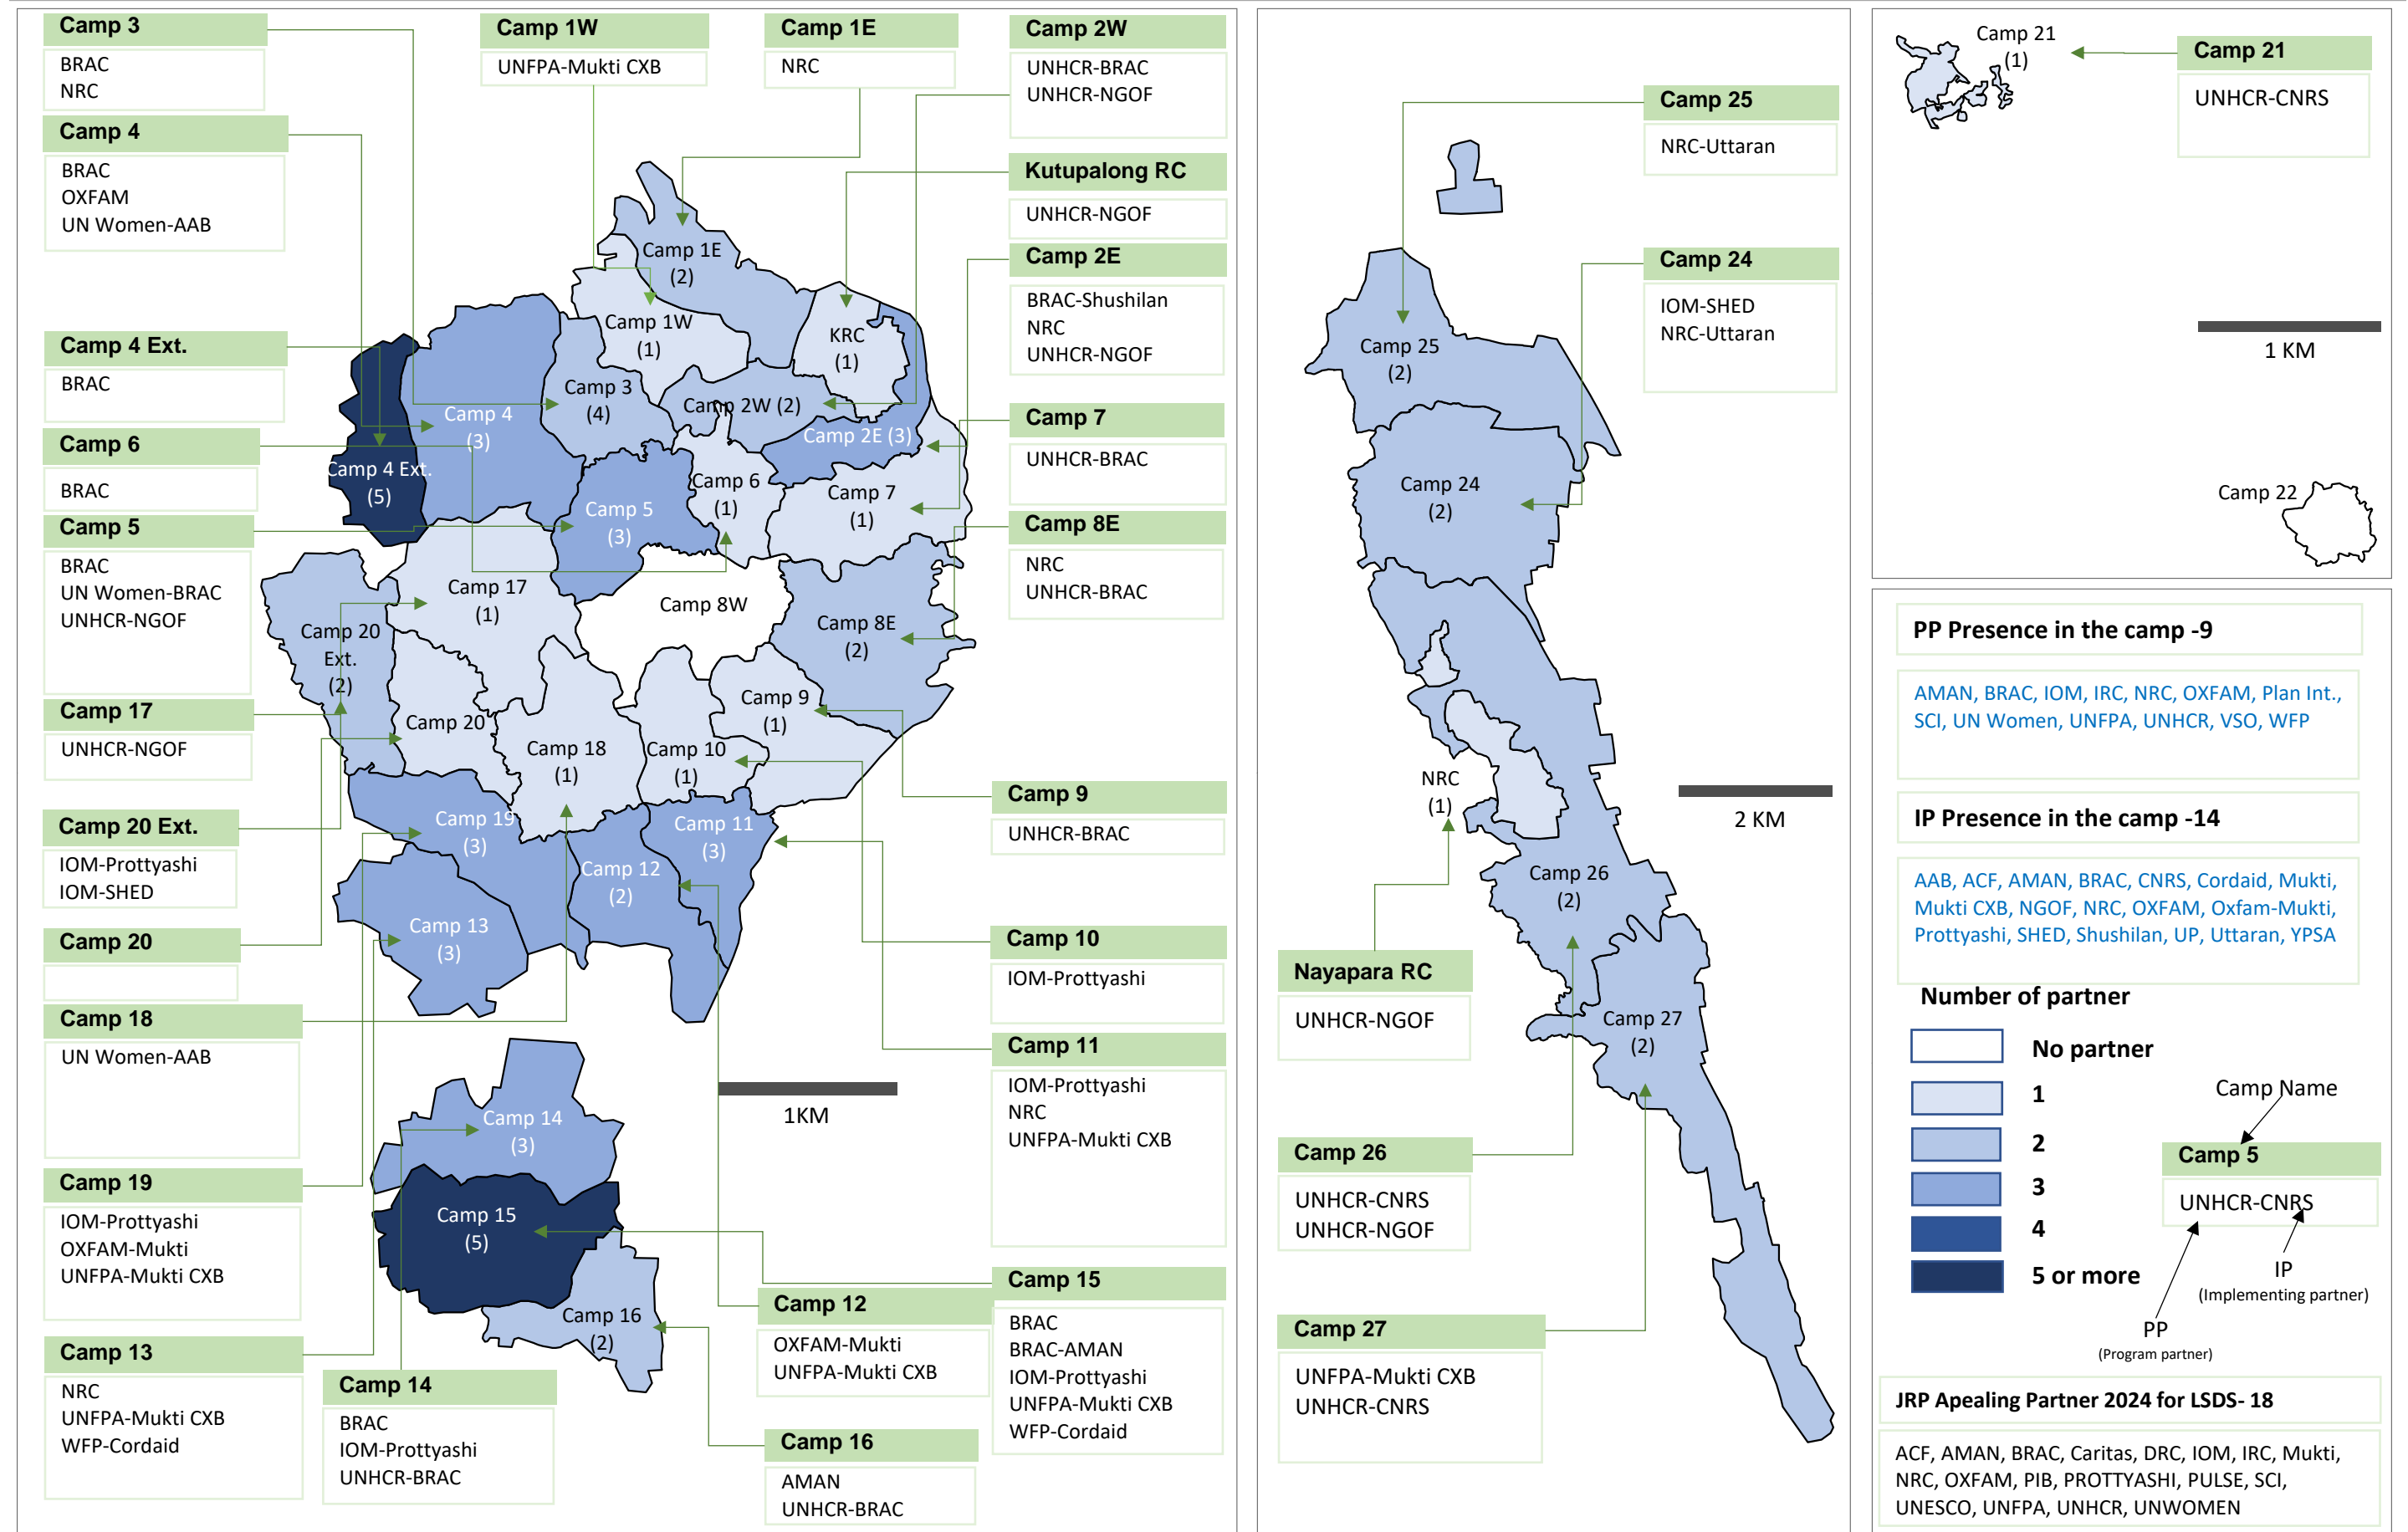 Camp 3
BRAC
NRC
Camp 4
BRAC
OXFAM
UN Women-AAB
Camp 4 Ext.
BRAC
Camp 6
BRAC
Camp 5
BRAC
UN Women-BRAC
UNHCR-NGOF
Camp 17
UNHCR-NGOF
Camp 20 Ext.
IOM-Prottyashi
IOM-SHED
Camp 20
Camp 18
UN Women-AAB
Camp 19
IOM-Prottyashi
OXFAM-Mukti
UNFPA-Mukti CXB
Camp 13
NRC
UNFPA-Mukti CXB
WFP-Cordaid
Camp 14
BRAC
IOM-Prottyashi
UNHCR-BRAC
Camp 1W
UNFPA-Mukti CXB
Camp 1E
NRC
Camp 2W
UNHCR-BRAC
UNHCR-NGOF
Kutupalong RC
UNHCR-NGOF
Camp 2E
BRAC-Shushilan
NRC
UNHCR-NGOF
Camp 7
UNHCR-BRAC
Camp 8E
NRC
UNHCR-BRAC
Camp 9
UNHCR-BRAC
Camp 10
IOM-Prottyashi
Camp 11
IOM-Prottyashi
NRC
UNFPA-Mukti CXB
Camp 15
BRAC
BRAC-AMAN
IOM-Prottyashi
UNFPA-Mukti CXB
WFP-Cordaid
Camp 12
OXFAM-Mukti
UNFPA-Mukti CXB
Camp 16
AMAN
UNHCR-BRAC
Camp 1E
(2)
Camp 1W
(1)
KRC
(1)
Camp 3
(4)
Camp 2W (2)
Camp 4
(3)
Camp 2E (3)
Camp 4 Ext.
(5)
Camp 6
(1)
Camp 7
(1)
Camp 5
(3)
Camp 17
(1)
Camp 8W
Camp 8E
(2)
Camp 20
Ext.
(2)
Camp 20
Camp 9
(1)
Camp 18
(1)
Camp 10
(1)
Camp 19
(3)
Camp 11
(3)
Camp 12
(2)
Camp 13
(3)
1KM
Camp 14
(3)
Camp 15
(5)
Camp 16
(2)
Camp 25
NRC-Uttaran
Camp 24
IOM-SHED
NRC-Uttaran
Camp 25
(2)
Camp 24
(2)
NRC
(1)
2 KM
Camp 26
(2)
Nayapara RC
UNHCR-NGOF
Camp 27
(2)
Camp 26
UNHCR-CNRS
UNHCR-NGOF
Camp 27
UNFPA-Mukti CXB
UNHCR-CNRS
Camp 21
(1)
Camp 21
UNHCR-CNRS
1 KM
Camp 22
PP Presence in the camp -9
AMAN, BRAC, IOM, IRC, NRC, OXFAM, Plan Int.,
SCI, UN Women, UNFPA, UNHCR, VSO, WFP
IP Presence in the camp -14
AAB, ACF, AMAN, BRAC, CNRS, Cordaid, Mukti,
Mukti CXB, NGOF, NRC, OXFAM, Oxfam-Mukti,
Prottyashi, SHED, Shushilan, UP, Uttaran, YPSA
Number of partner
No partner
1
2
3
4
5 or more
Camp Name
Camp 5
UNHCR-CNRS
IP
(Implementing partner)
PP
(Program partner)
JRP Apealing Partner 2024 for LSDS- 18
ACF, AMAN, BRAC, Caritas, DRC, IOM, IRC, Mukti,
NRC, OXFAM, PIB, PROTTYASHI, PULSE, SCI,
UNESCO, UNFPA, UNHCR, UNWOMEN